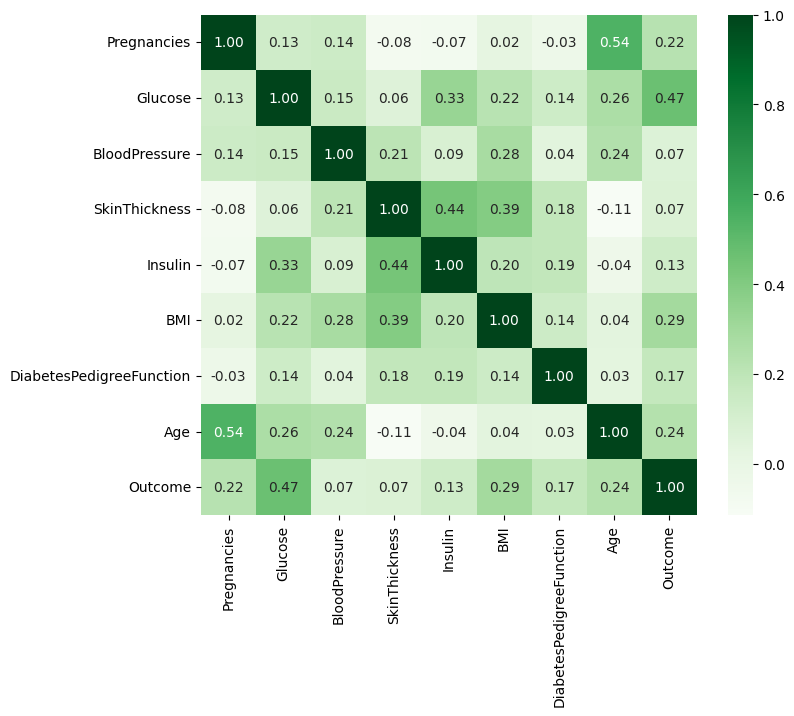 Pregnancies 1.00 0.13 0.14 -0.08 -0.07 0.02 -0.03 0.54 0.22
Glucose 0.13 1.00 0.15 0.06 0.33 0.22 0.14 0.26 0.47
BloodPressure 0.14 0.15 1.00 0.21 0.09 0.28 0.04 0.24 0.07
SkinThickness -0.08 0.06 0.21 1.00 0.44 0.39 0.18 -0.11 0.07
Insulin -0.07 0.33 0.09 0.44 1.00 0.20 0.19 -0.04 0.13
BMI 0.02 0.22 0.28 0.39 0.20 1.00 0.14 0.04 0.29
DiabetesPedigreeFunction -0.03 0.14 0.04 0.18 0.19 0.14 1.00 0.03 0.17
Age 0.54 0.26 0.24 -0.11 -0.04 0.04 0.03 1.00 0.24
Outcome 0.22 0.47 0.07 0.07 0.13 0.29 0.17 0.24 1.00
Pregnancies
Glucose
BloodPressure
SkinThickness
Insulin
BMI
DiabetesPedigreeFunction
Age
Outcome
1.0
0.8
0.6
0.4
0.2
0.0